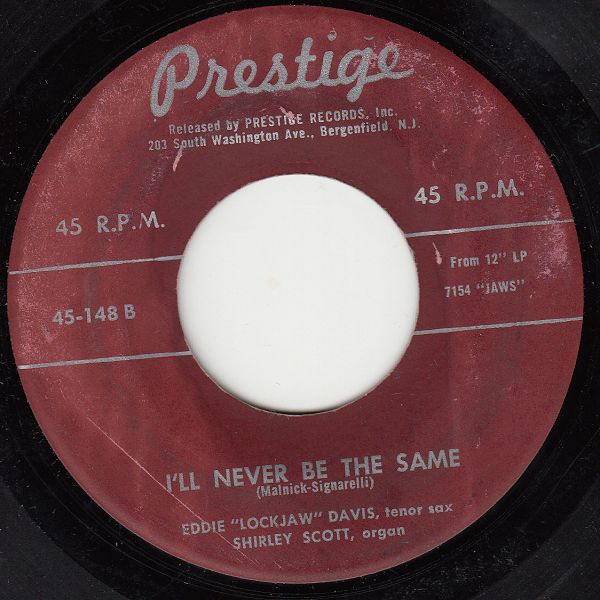 Prestige
Released by PRESTIGE RECORDS, Inc.
203 South Washington Ave., Bergenfield, N.J.
45 R.P.M.
45 R.P.M.
From 12" LP
7154 "JAWS"
45-148 B
I'LL NEVER BE THE SAME
(Malnick-Signarelli)
EDDIE "LOCKJAW" DAVIS, tenor sax
SHIRLEY SCOTT, organ